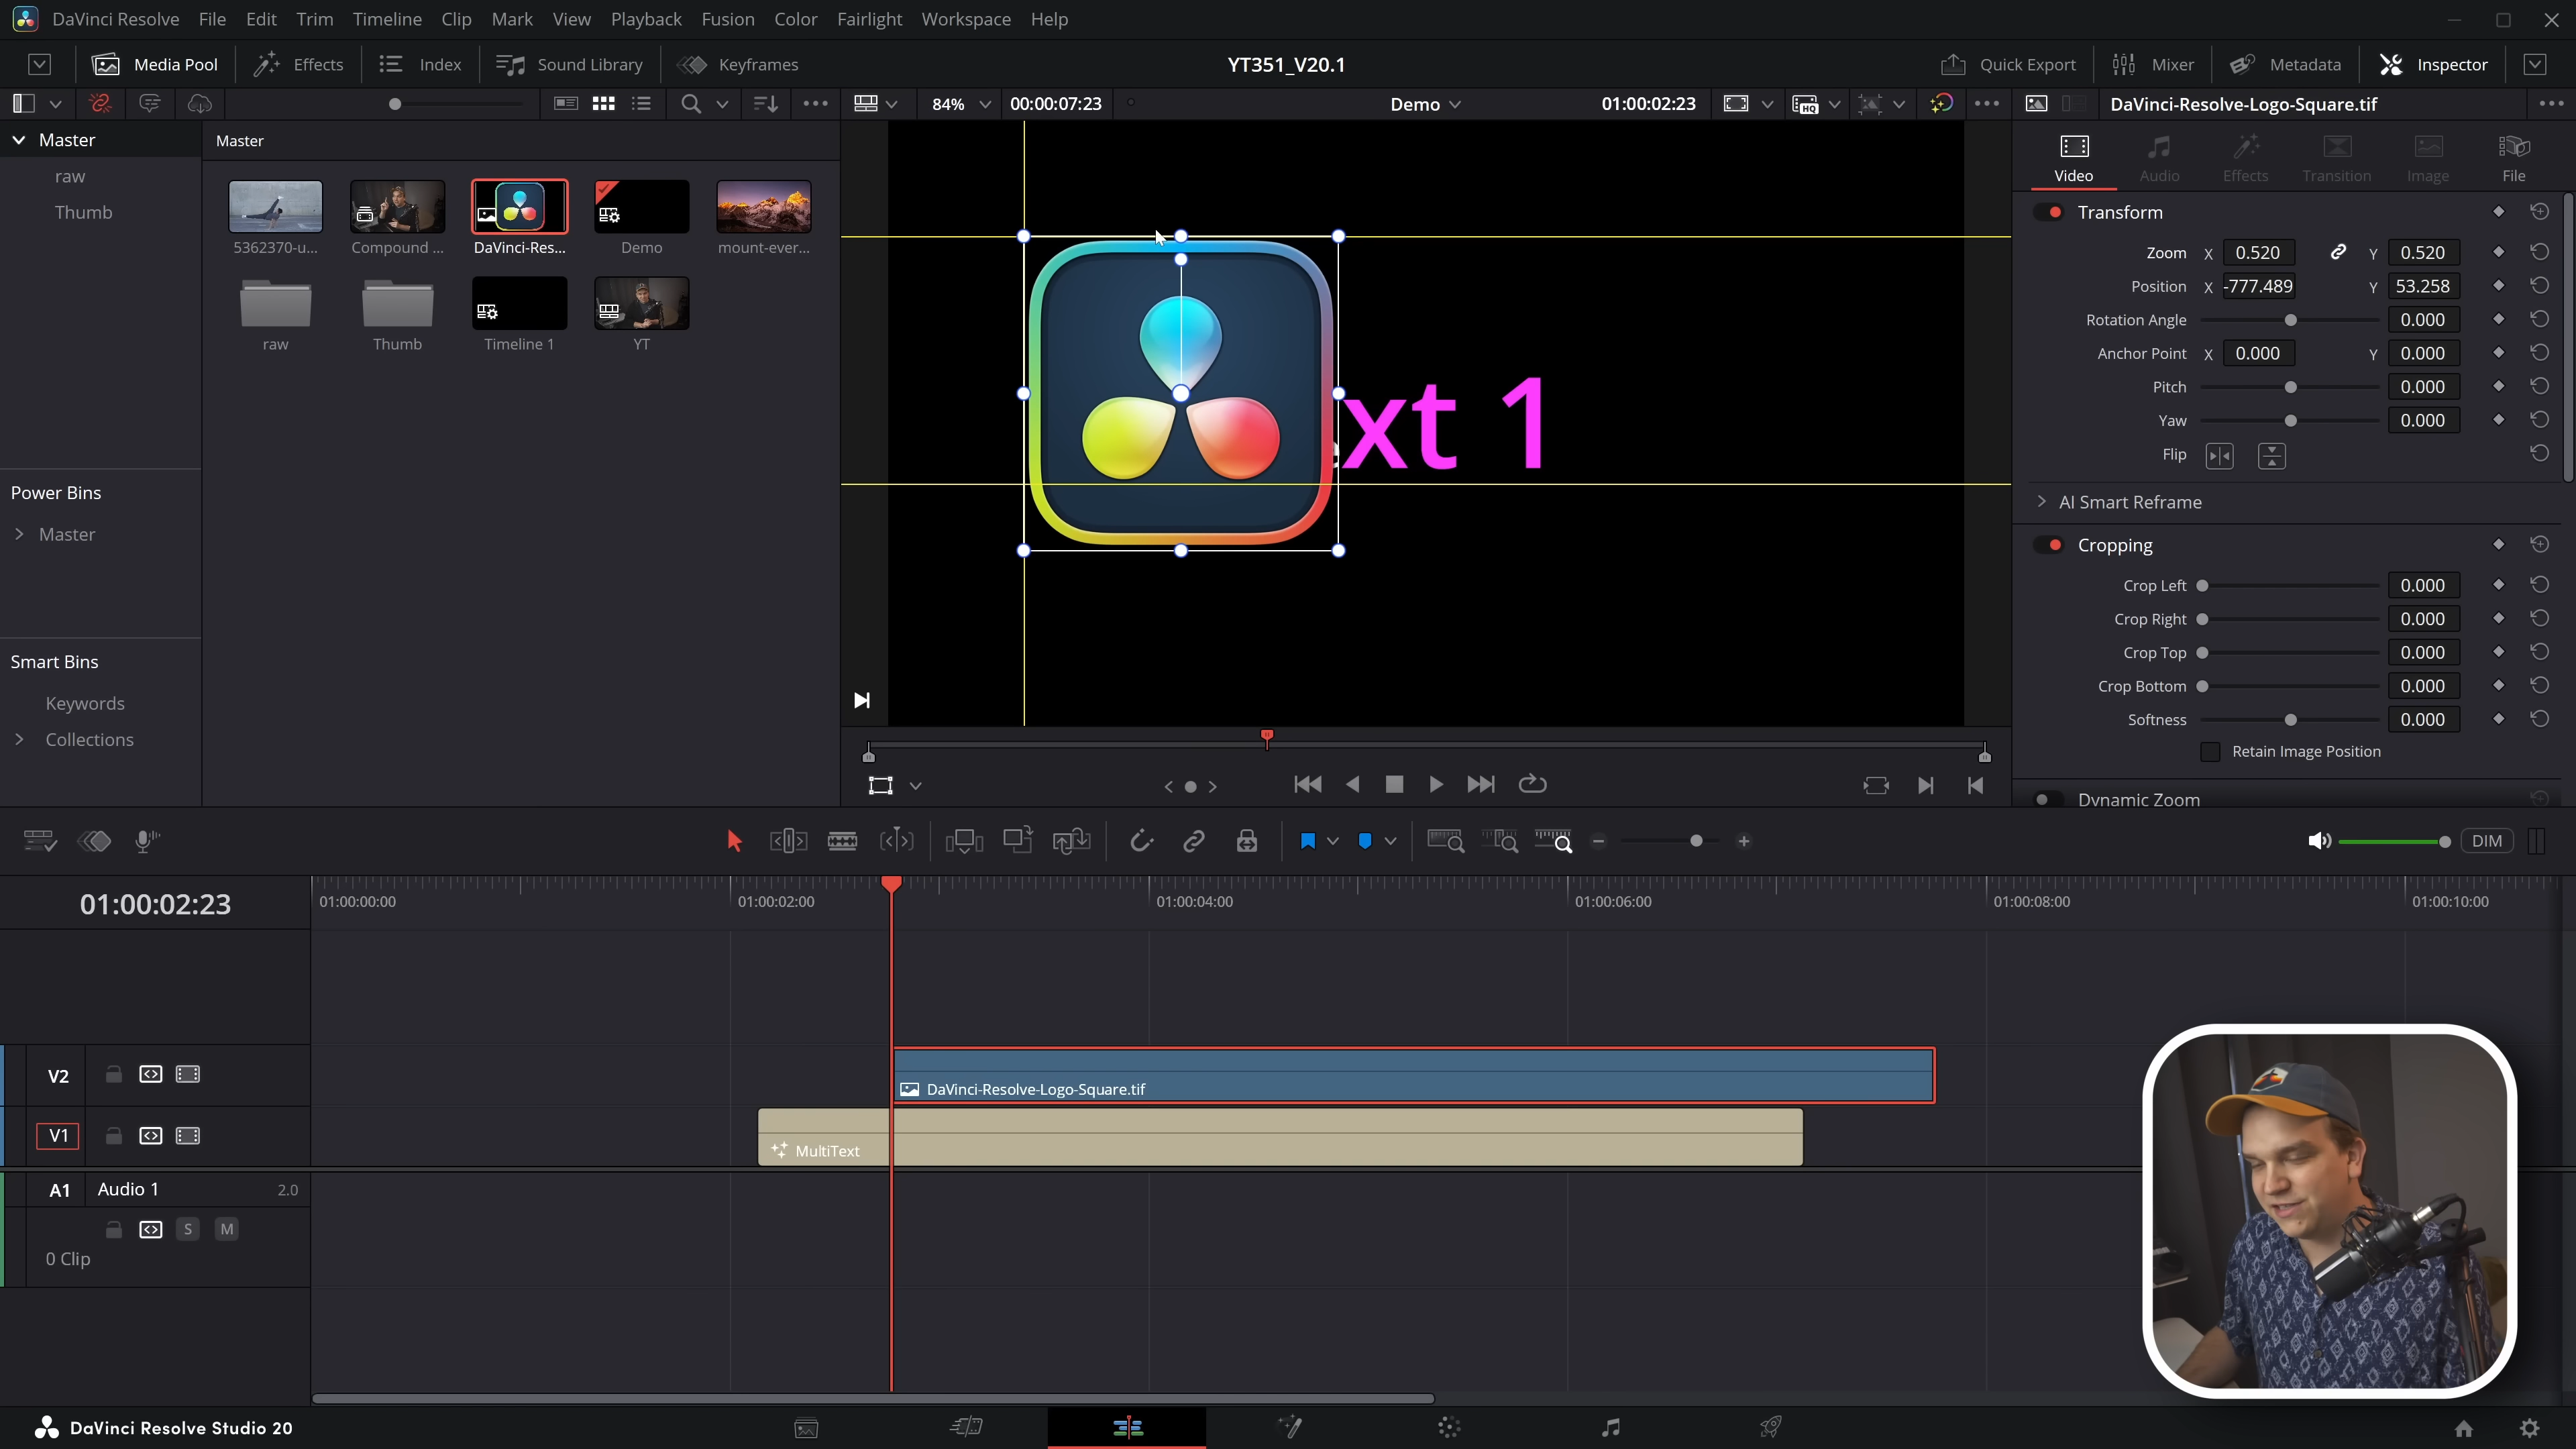 DaVinci Resolve File Edit Trim Timeline Clip Mark View Playback Fusion Color Fairlight Workspace Help
Media Pool Effects Index Sound Library Keyframes YT351_V20.1 Quick Export Mixer Metadata Inspector
84% 00:00:07:23 Demo 01:00:02:23 DaVinci-Resolve-Logo-Square.tif
Master
raw
Thumb
Power Bins
Master
Smart Bins
Keywords
Collections
Master
5362370-u... Compound ... DaVinci-Res... Demo mount-ever...
raw Thumb Timeline 1 YT
xt 1
Video Audio Effects Transition Image File
Transform
Zoom X 0.520 Y 0.520
Position X -777.489 Y 53.258
Rotation Angle 0.000
Anchor Point X 0.000 Y 0.000
Pitch 0.000
Yaw 0.000
Flip
AI Smart Reframe
Cropping
Crop Left 0.000
Crop Right 0.000
Crop Top 0.000
Crop Bottom 0.000
Softness 0.000
Retain Image Position
Dynamic Zoom
DIM
01:00:02:23
01:00:00:00 01:00:02:00 01:00:04:00 01:00:06:00 01:00:08:00 01:00:10:00
V2
DaVinci-Resolve-Logo-Square.tif
V1
MultiText
A1 Audio 1 2.0
S M
0 Clip
DaVinci Resolve Studio 20